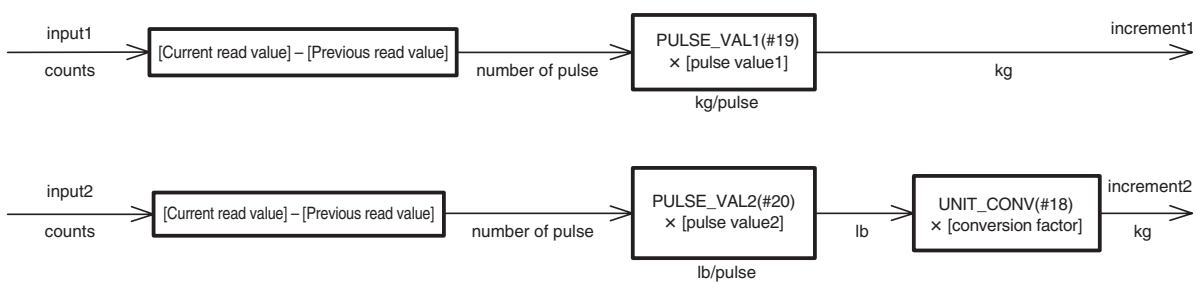 input1
counts
[Current read value] – [Previous read value]
number of pulse
PULSE_VAL1(#19)
× [pulse value1]
kg/pulse
increment1
kg
input2
counts
[Current read value] – [Previous read value]
number of pulse
PULSE_VAL2(#20)
× [pulse value2]
lb/pulse
lb
UNIT_CONV(#18)
× [conversion factor]
increment2
kg